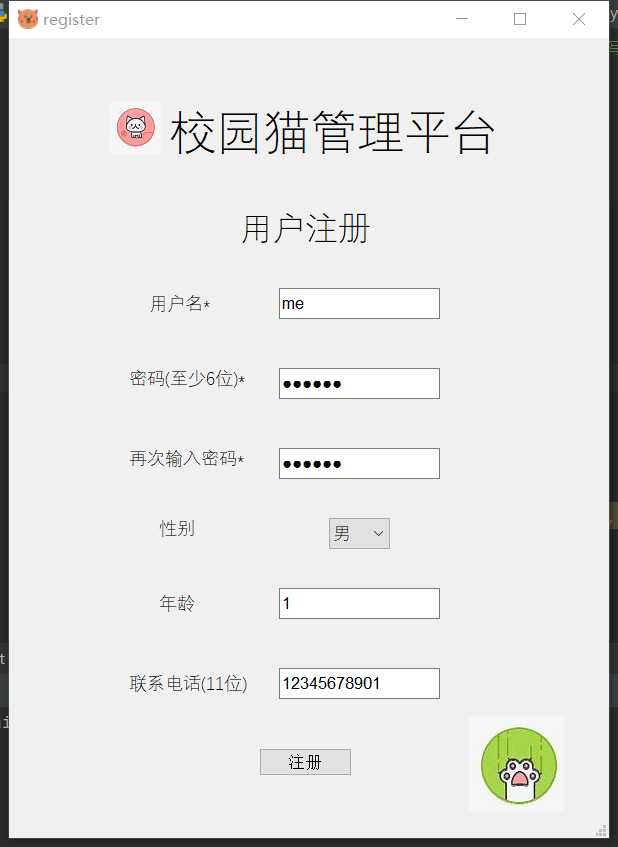 register
校园猫管理平台
用户注册
用户名* me
密码(至少6位)* ●●●●●●
再次输入密码* ●●●●●●
性别 男
年龄 1
联系电话(11位) 12345678901
注册